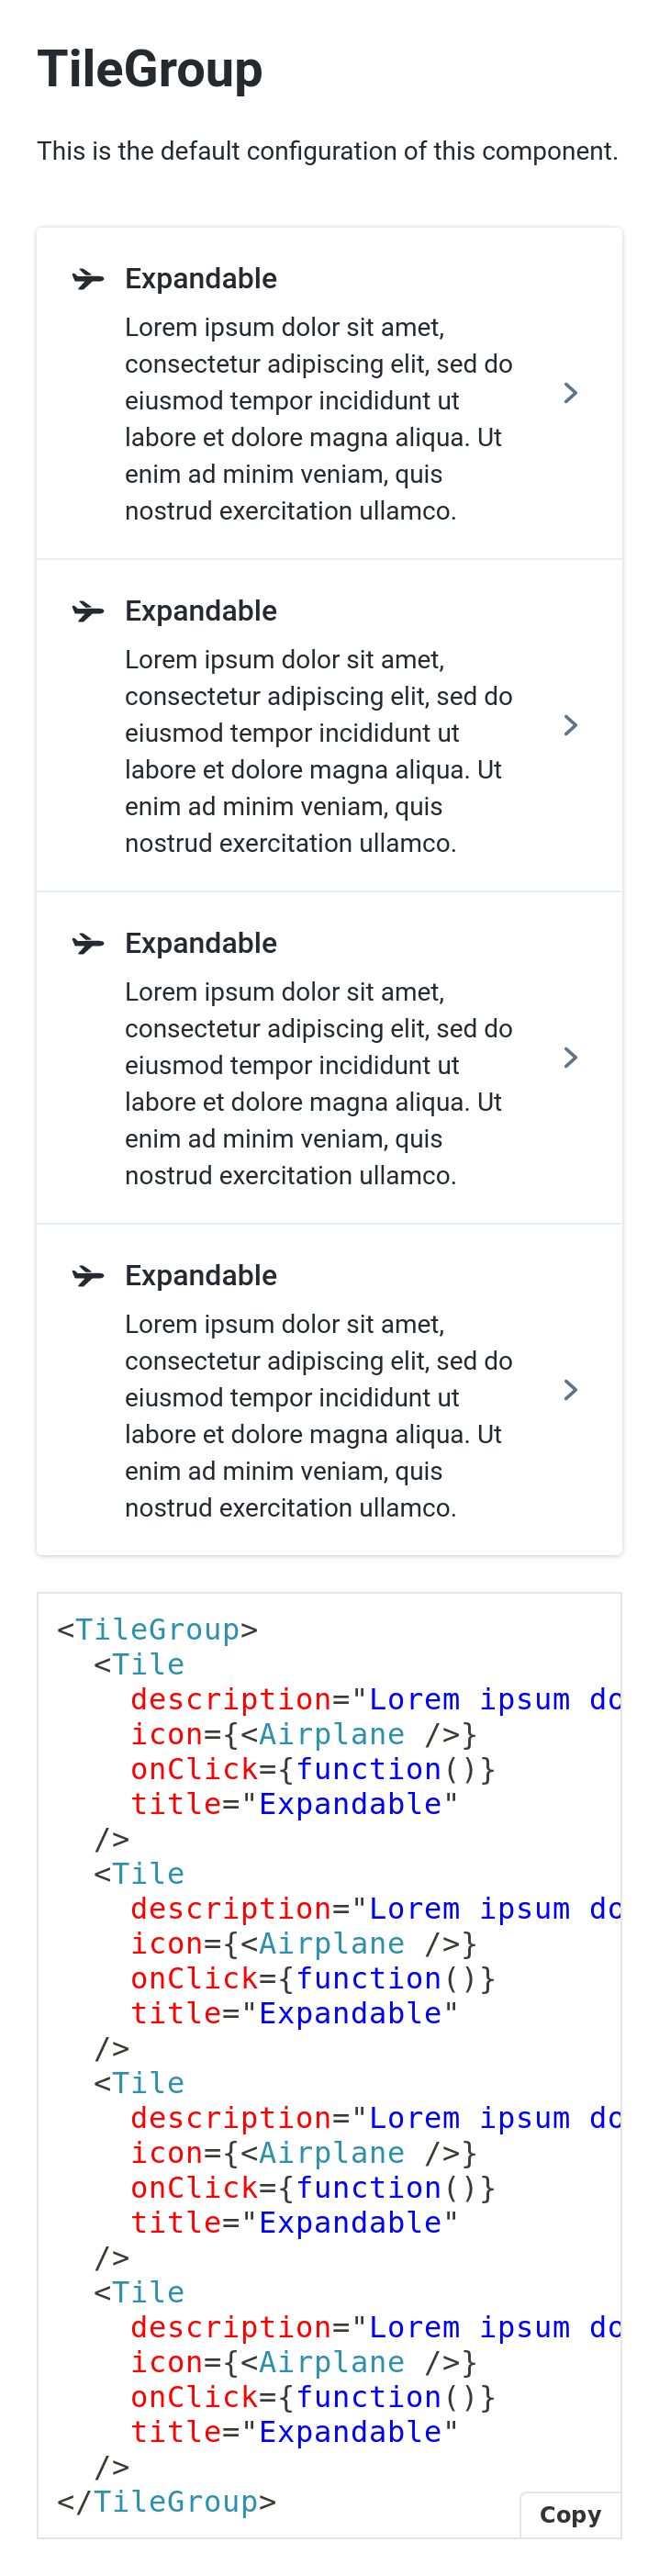 TileGroup
This is the default configuration of this component.
Expandable
Lorem ipsum dolor sit amet,
consectetur adipiscing elit, sed do
eiusmod tempor incididunt ut
labore et dolore magna aliqua. Ut
enim ad minim veniam, quis
nostrud exercitation ullamco.
Expandable
Lorem ipsum dolor sit amet,
consectetur adipiscing elit, sed do
eiusmod tempor incididunt ut
labore et dolore magna aliqua. Ut
enim ad minim veniam, quis
nostrud exercitation ullamco.
Expandable
Lorem ipsum dolor sit amet,
consectetur adipiscing elit, sed do
eiusmod tempor incididunt ut
labore et dolore magna aliqua. Ut
enim ad minim veniam, quis
nostrud exercitation ullamco.
Expandable
Lorem ipsum dolor sit amet,
consectetur adipiscing elit, sed do
eiusmod tempor incididunt ut
labore et dolore magna aliqua. Ut
enim ad minim veniam, quis
nostrud exercitation ullamco.
<TileGroup>
  <Tile
    description="Lorem ipsum do
    icon={<Airplane />}
    onClick={function()}
    title="Expandable"
  />
  <Tile
    description="Lorem ipsum do
    icon={<Airplane />}
    onClick={function()}
    title="Expandable"
  />
  <Tile
    description="Lorem ipsum do
    icon={<Airplane />}
    onClick={function()}
    title="Expandable"
  />
  <Tile
    description="Lorem ipsum do
    icon={<Airplane />}
    onClick={function()}
    title="Expandable"
  />
</TileGroup>
Copy